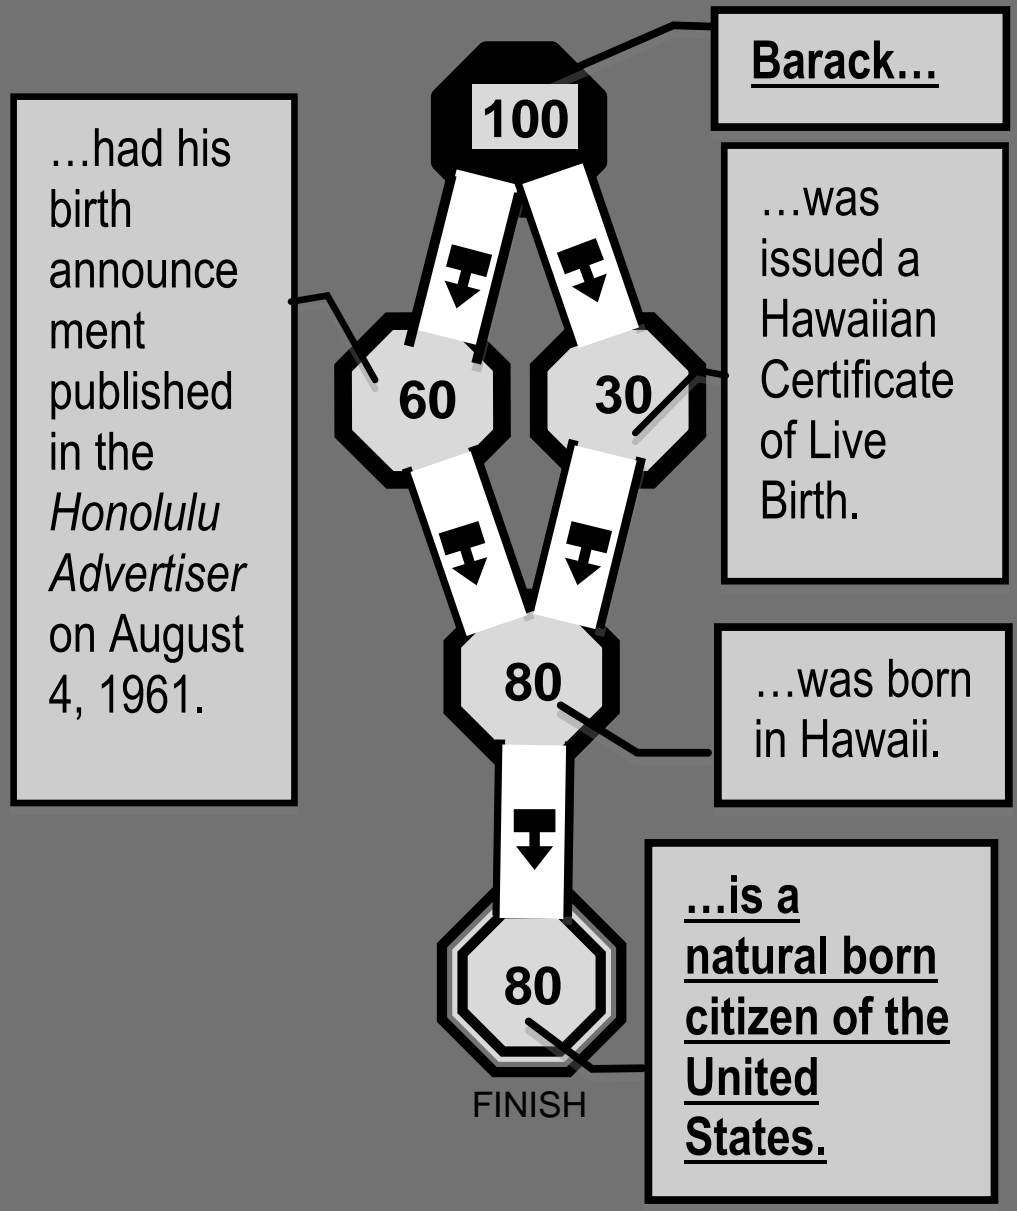 Barack…
100
…had his
birth
announce
ment
published
in the
Honolulu
Advertiser
on August
4, 1961.
…was
issued a
Hawaiian
Certificate
of Live
Birth.
60
30
80
…was born
in Hawaii.
80
…is a
natural born
citizen of the
United
States.
FINISH